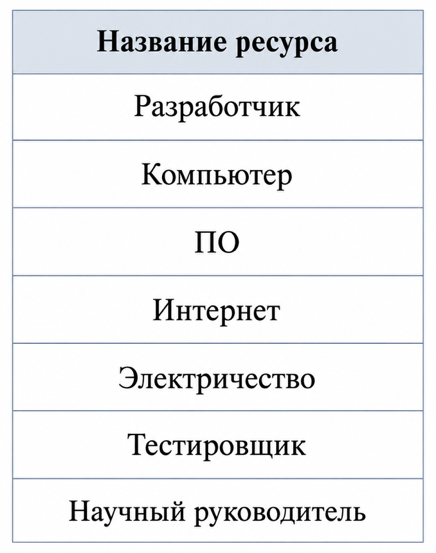 Название ресурса
Разработчик
Компьютер
ПО
Интернет
Электричество
Тестировщик
Научный руководитель